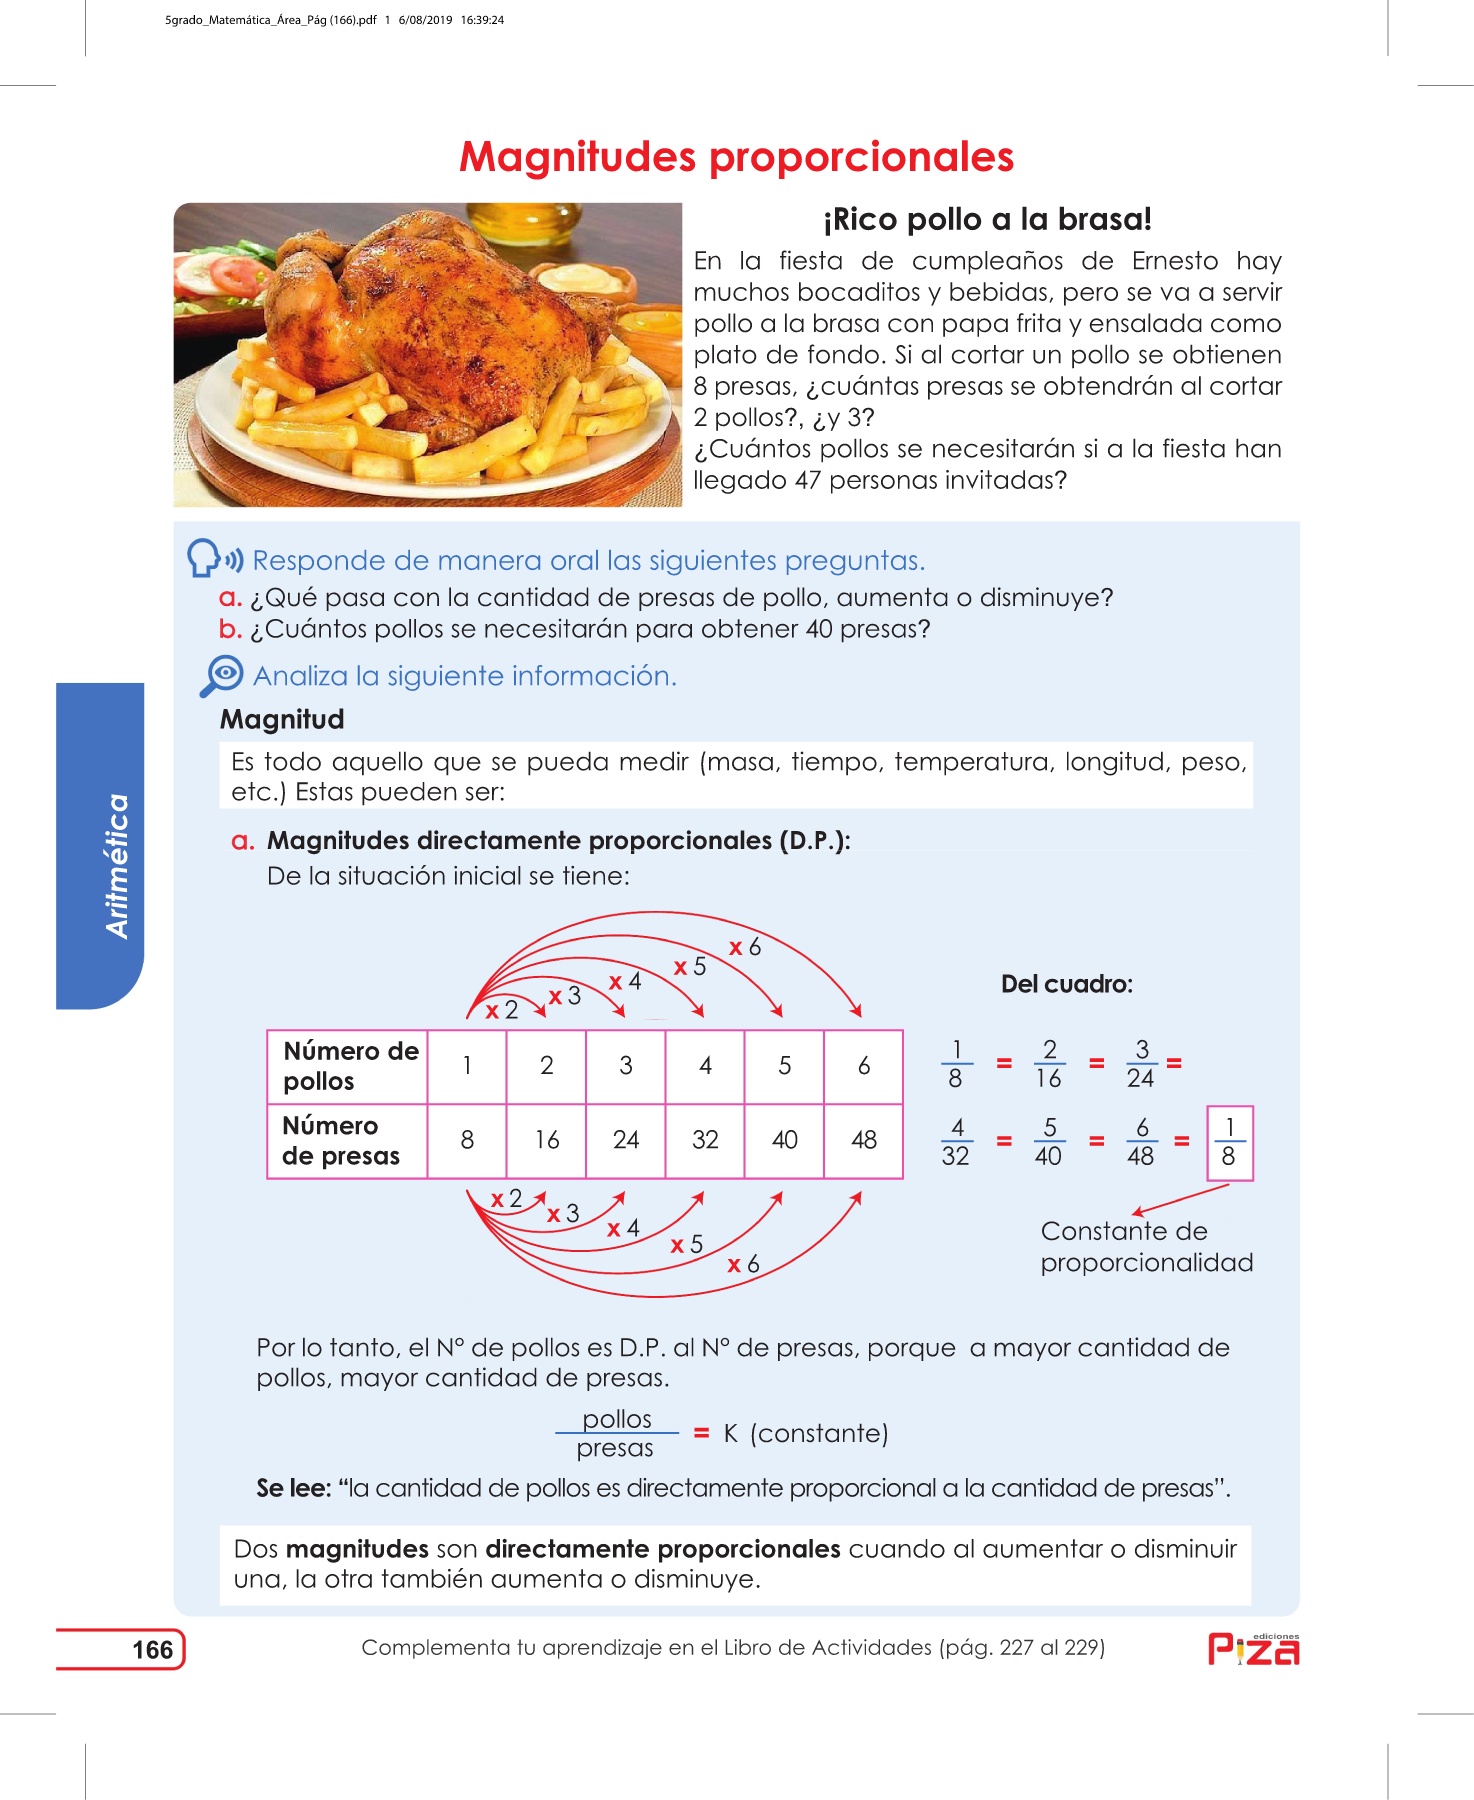 5grado_Matemática_Área_Pág (166).pdf 1 6/08/2019 16:39:24
Magnitudes proporcionales
¡Rico pollo a la brasa!
En la fiesta de cumpleaños de Ernesto hay
muchos bocaditos y bebidas, pero se va a servir
pollo a la brasa con papa frita y ensalada como
plato de fondo. Si al cortar un pollo se obtienen
8 presas, ¿cuántas presas se obtendrán al cortar
2 pollos?, ¿y 3?
¿Cuántos pollos se necesitarán si a la fiesta han
llegado 47 personas invitadas?
Responde de manera oral las siguientes preguntas.
a. ¿Qué pasa con la cantidad de presas de pollo, aumenta o disminuye?
b. ¿Cuántos pollos se necesitarán para obtener 40 presas?
Analiza la siguiente información.
Magnitud
Es todo aquello que se pueda medir (masa, tiempo, temperatura, longitud, peso,
etc.) Estas pueden ser:
Aritmética
a. Magnitudes directamente proporcionales (D.P.):
De la situación inicial se tiene:
x 2 x 3 x 4 x 5 x 6
Número de
pollos
1 2 3 4 5 6
Número
de presas
8 16 24 32 40 48
x 2 x 3 x 4 x 5 x 6
Del cuadro:
1/8 = 2/16 = 3/24 =
4/32 = 5/40 = 6/48 = 1/8
Constante de
proporcionalidad
Por lo tanto, el N° de pollos es D.P. al N° de presas, porque a mayor cantidad de
pollos, mayor cantidad de presas.
pollos/presas = K (constante)
Se lee: “la cantidad de pollos es directamente proporcional a la cantidad de presas”.
Dos magnitudes son directamente proporcionales cuando al aumentar o disminuir
una, la otra también aumenta o disminuye.
166
Complementa tu aprendizaje en el Libro de Actividades (pág. 227 al 229)
ediciones
Piza